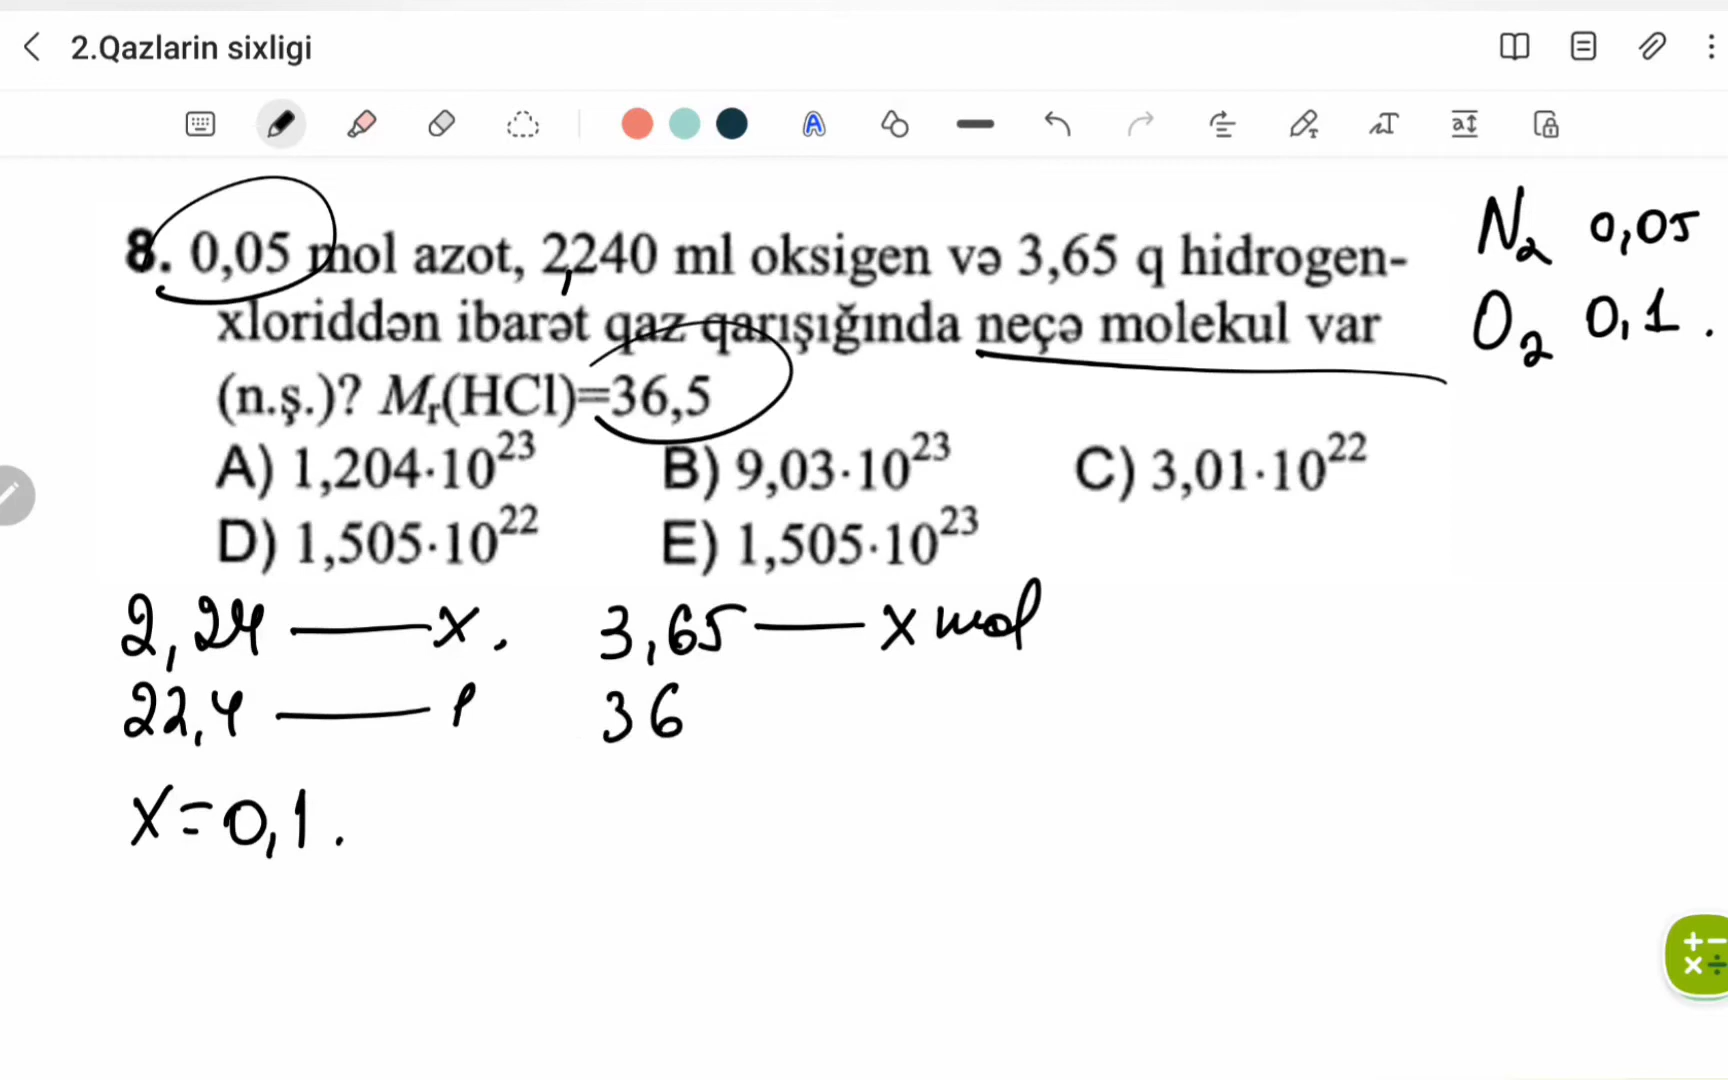 2.Qazlarin sixligi
8. 0,05 mol azot, 2,240 ml oksigen və 3,65 q hidrogen-
xloriddən ibarət qaz qarışığında neçə molekul var
(n.ş.)? Mr(HCl)=36,5
A) 1,204·10²³ B) 9,03·10²³ C) 3,01·10²²
D) 1,505·10²² E) 1,505·10²³
N₂ 0,05
O₂ 0,1.
2,24 — x.
22,4 — 1
x=0,1.
3,65 — x mol
36